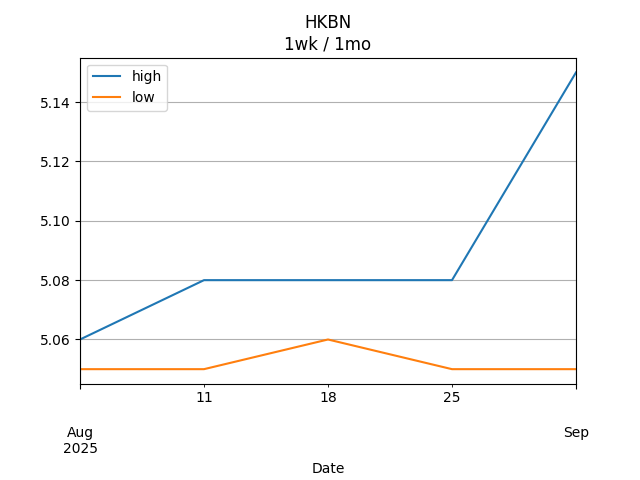 HKBN
1wk / 1mo
high
low
5.14
5.12
5.10
5.08
5.06
11 18 25
Aug Sep
2025
Date